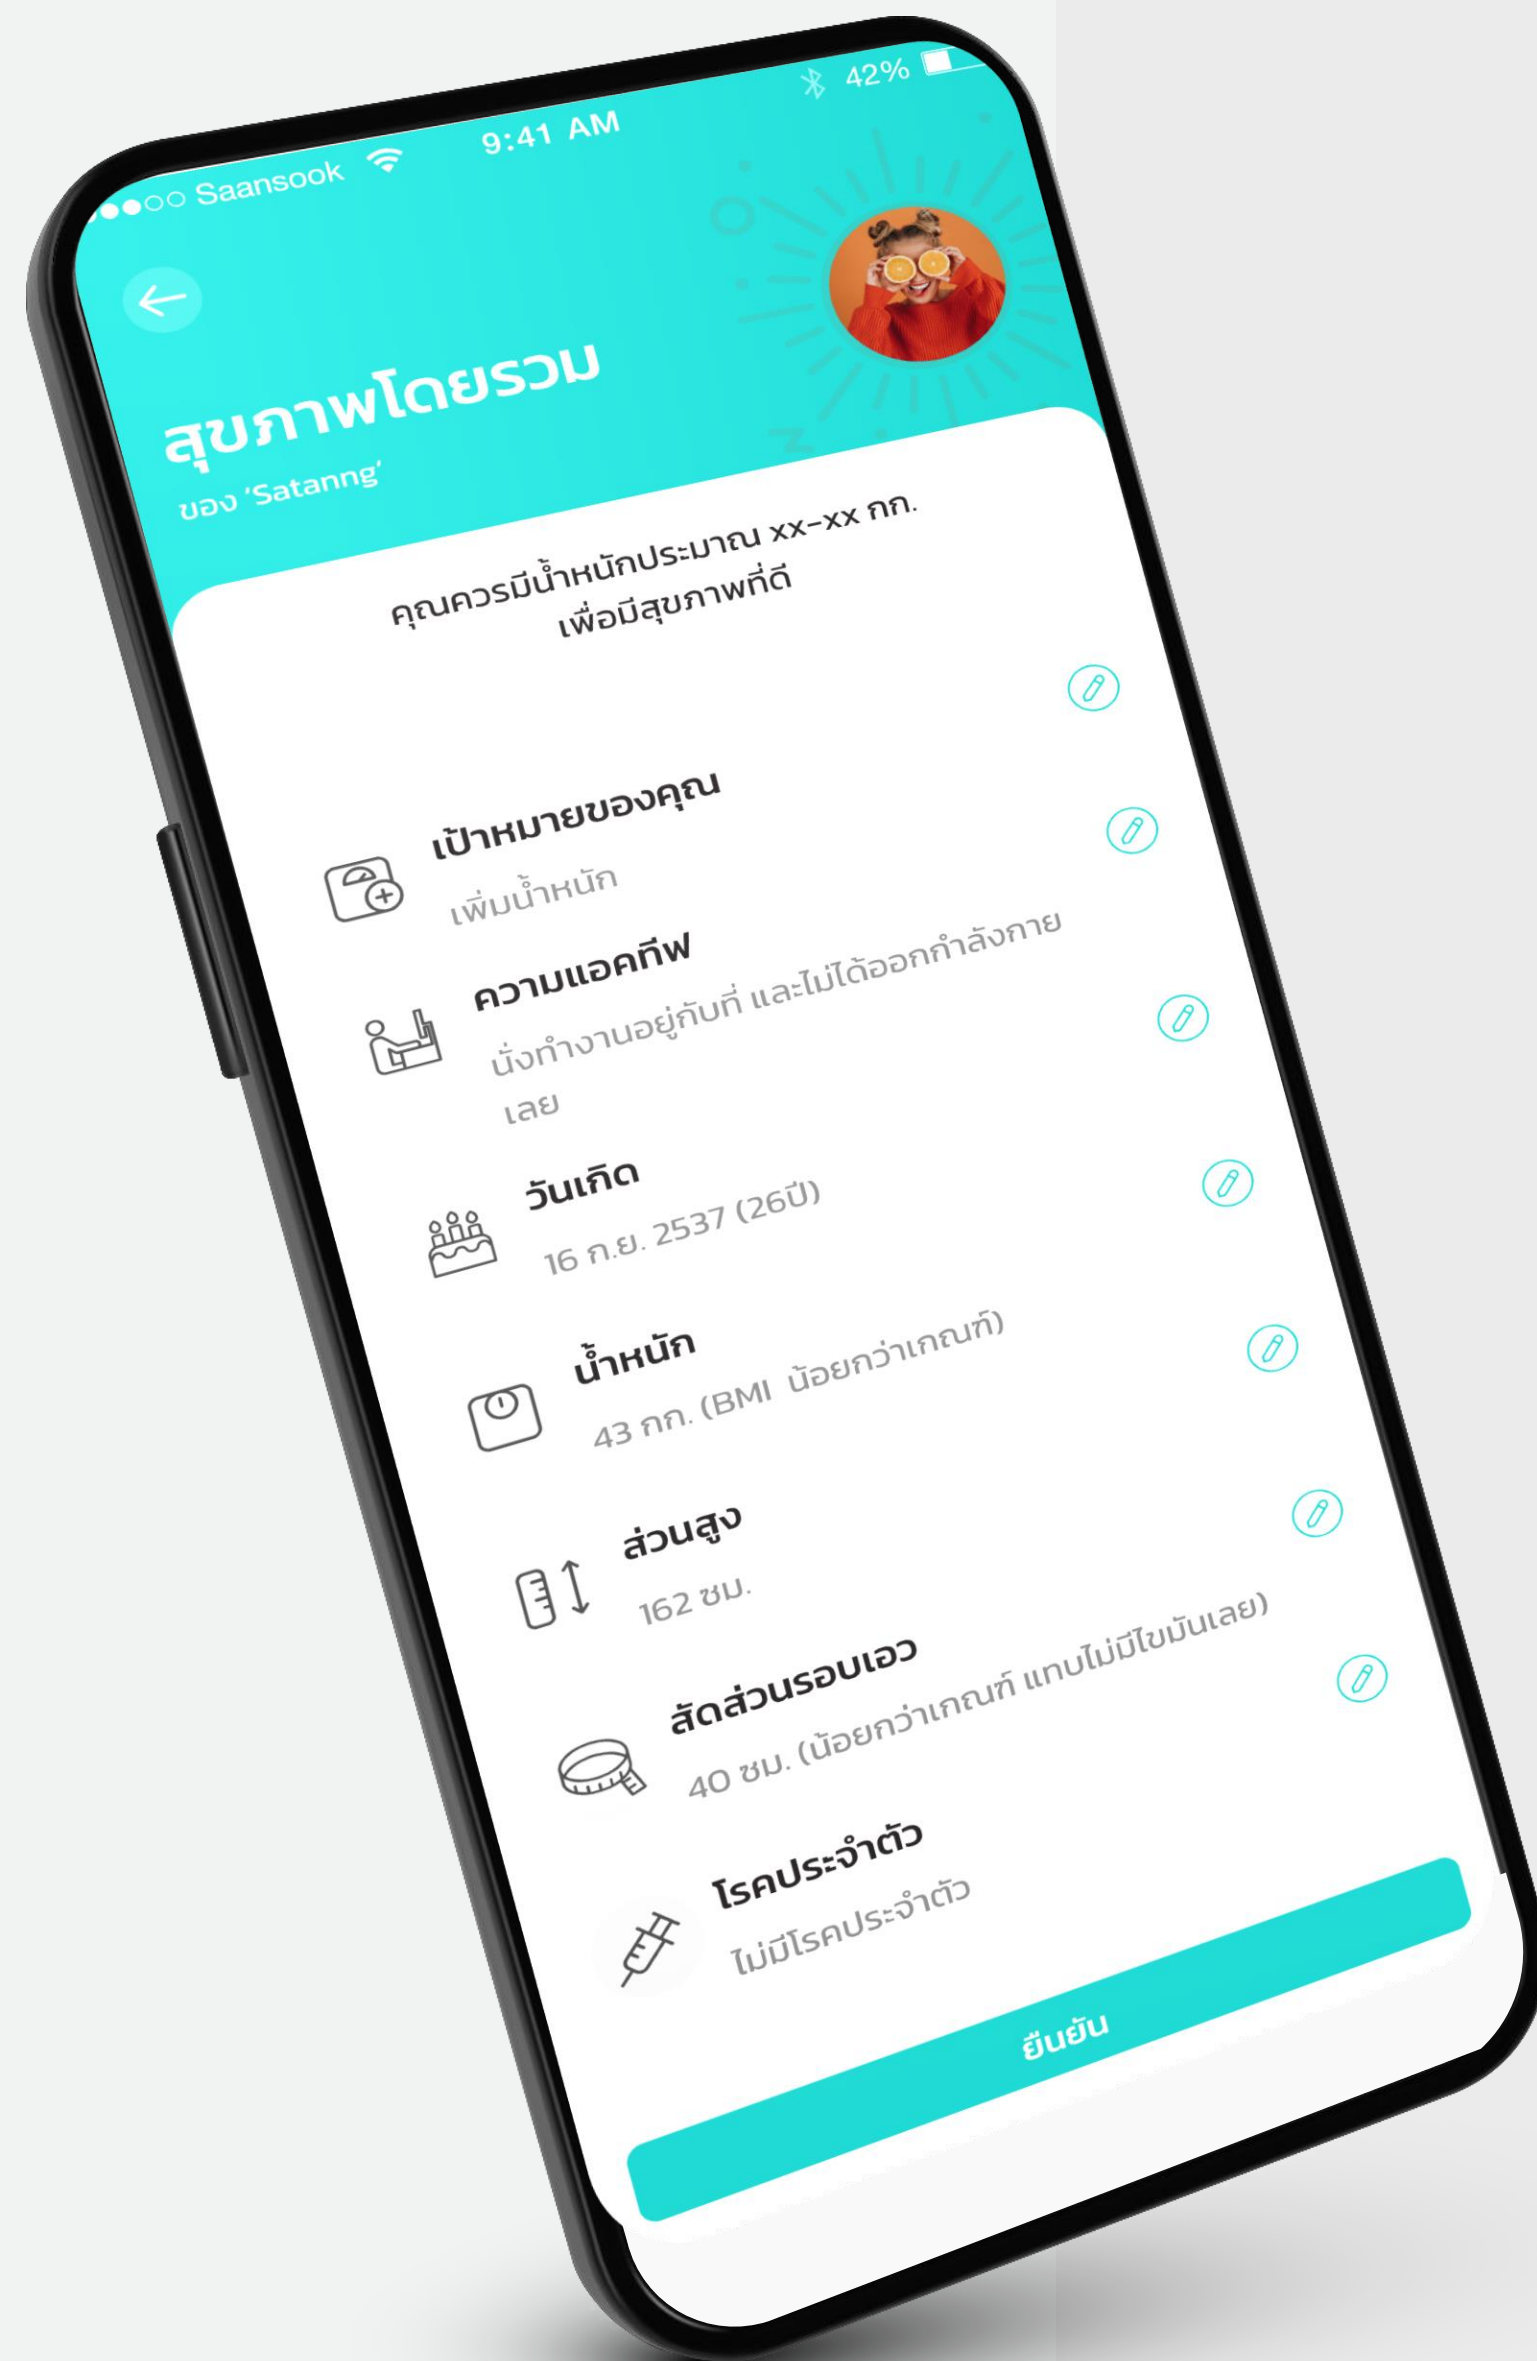 Saansook 9:41 AM 42%
สุขภาพโดยรวม
ของ ‘Satanng’
คุณควรมีน้ำหนักประมาณ xx-xx กก.
เพื่อมีสุขภาพที่ดี
เป้าหมายของคุณ
เพิ่มน้ำหนัก
ความแอคทีฟ
นั่งทำงานอยู่กับที่ และไม่ได้ออกกำลังกาย
เลย
วันเกิด
16 ก.ย. 2537 (26ปี)
น้ำหนัก
43 กก. (BMI น้อยกว่าเกณฑ์)
ส่วนสูง
162 ซม.
สัดส่วนรอบเอว
40 ซม. (น้อยกว่าเกณฑ์ แทบไม่มีไขมันเลย)
โรคประจำตัว
ไม่มีโรคประจำตัว
ยืนยัน